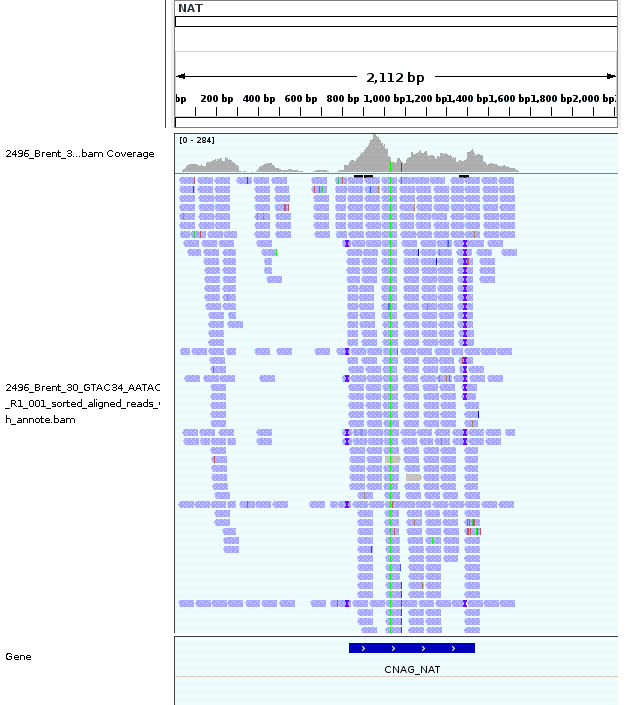 NAT
2,112 bp
bp 200 bp 400 bp 600 bp 800 bp 1,000 bp 1,200 bp 1,400 bp 1,600 bp 1,800 bp 2,000 bp
[0 - 284]
2496_Brent_3...bam Coverage
2496_Brent_30_GTAC34_AATAC
_R1_001_sorted_aligned_reads_
h_annote.bam
Gene
CNAG_NAT